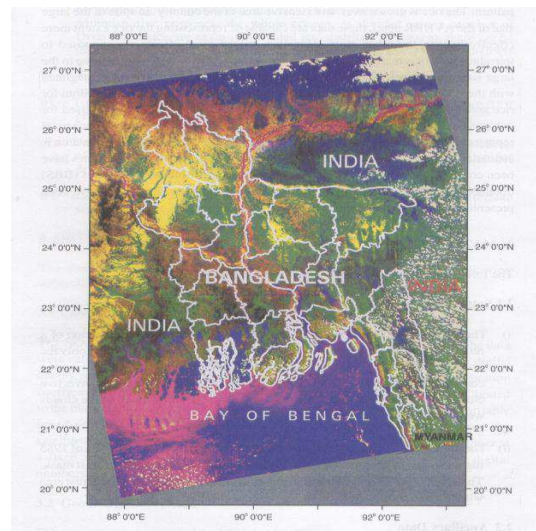 88° 0'0"E 90° 0'0"E 92° 0'0"E
27° 0'0"N 27° 0'0"N
26° 0'0"N 26° 0'0"N
INDIA
25° 0'0"N 25° 0'0"N
24° 0'0"N 24° 0'0"N
BANGLADESH INDIA
23° 0'0"N 23° 0'0"N
INDIA
22° 0'0"N 22° 0'0"N
BAY OF BENGAL
21° 0'0"N 21° 0'0"N
MYANMAR
20° 0'0"N 20° 0'0"N
88° 0'0"E 90° 0'0"E 92° 0'0"E